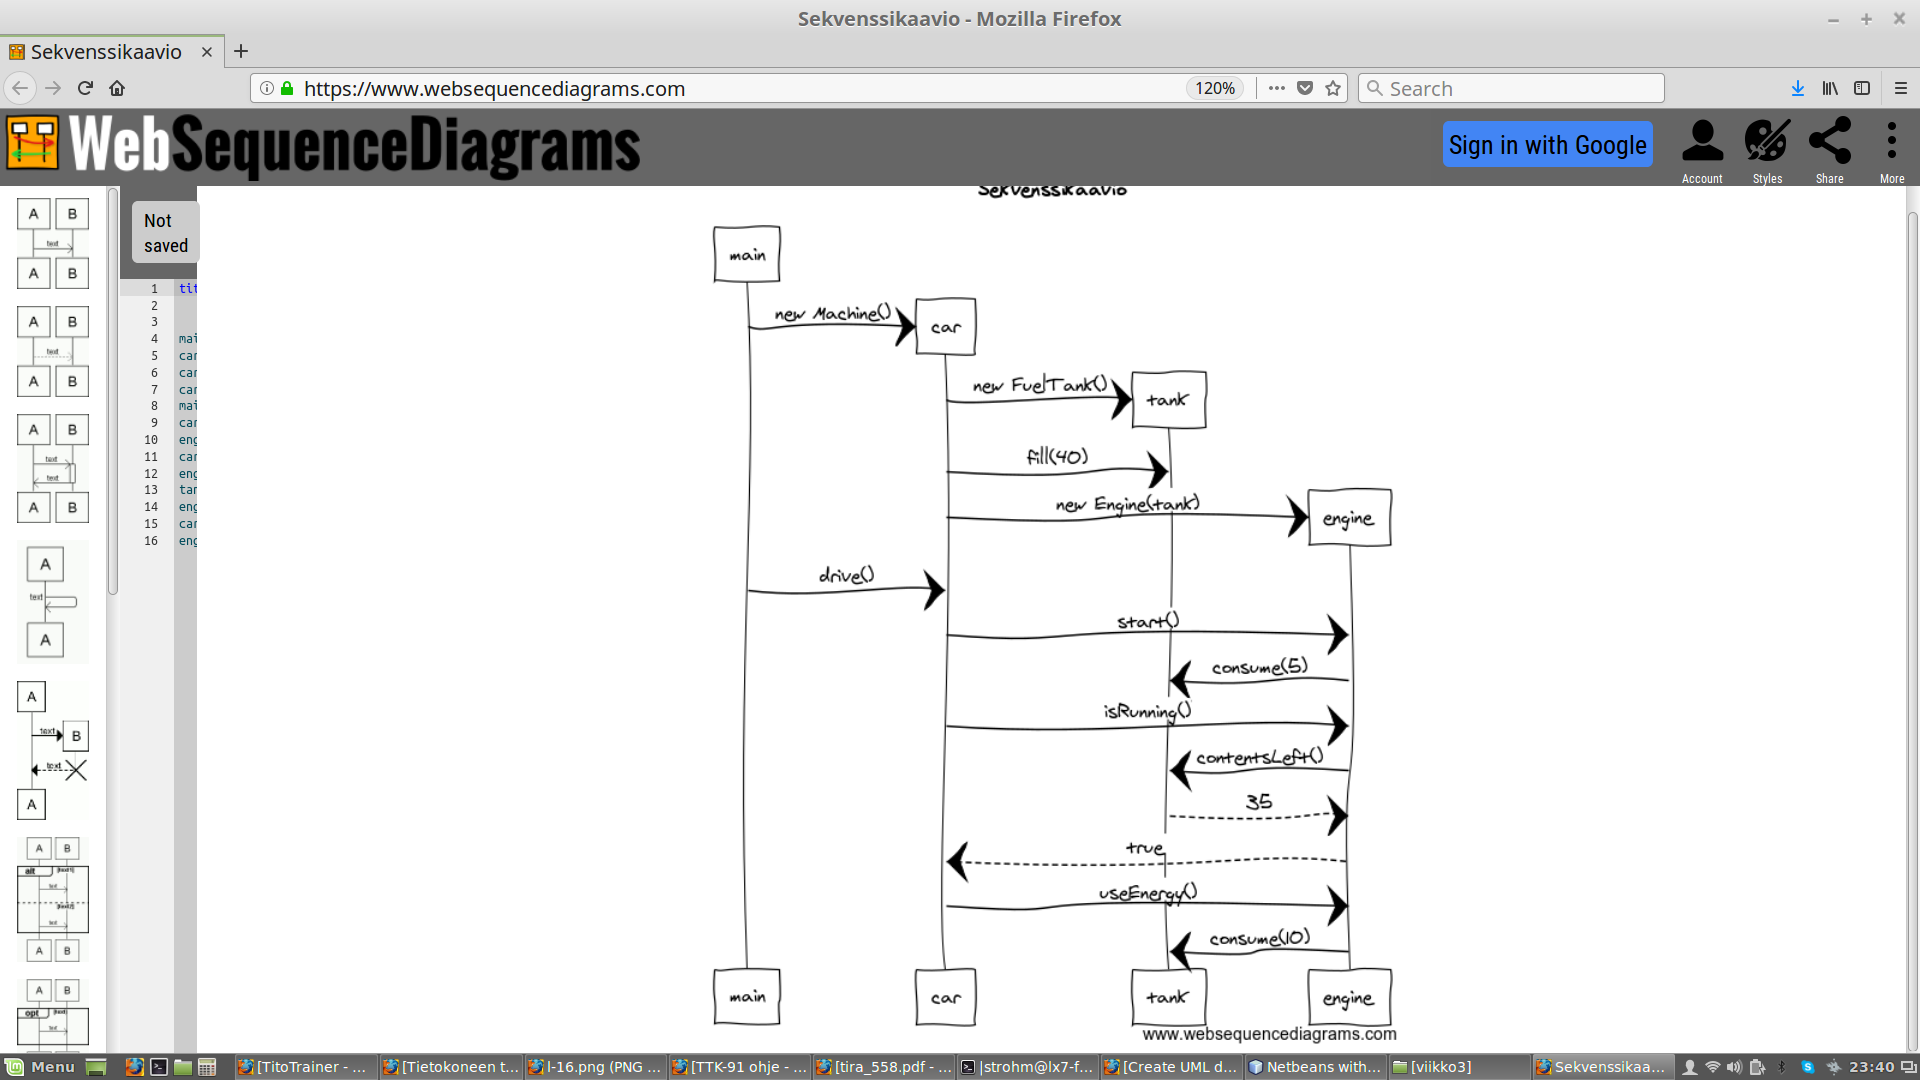 Sekvenssikaavio - Mozilla Firefox
Sekvenssikaavio
https://www.websequencediagrams.com
120%
Search
WebSequenceDiagrams
Sign in with Google
Account
Styles
Share
More
Sekvenssikaavio
Not
saved
A B
text
A B
A B
text
A B
A B
text
text
A B
A
text
A
A
text
B
text
A
A B
alt [text1]
text
[text2]
text
A B
A B
opt [text]
text
1 tit
2
3
4 mai
5 car
6 car
7 car
8 mai
9 car
10 eng
11 car
12 eng
13 tan
14 eng
15 car
16 eng
main
new Machine()
car
new FuelTank()
tank
fill(40)
new Engine(tank)
engine
drive()
start()
consume(5)
isRunning()
contentsLeft()
35
true
useEnergy()
consume(10)
main
car
tank
engine
www.websequencediagrams.com
Menu
[TitoTrainer - ...
[Tietokoneen t...
l-16.png (PNG ...
[TTK-91 ohje - ...
[tira_558.pdf - ...
|strohm@lx7-f...
[Create UML d...
Netbeans with...
[viikko3]
Sekvenssikaa...
23:40